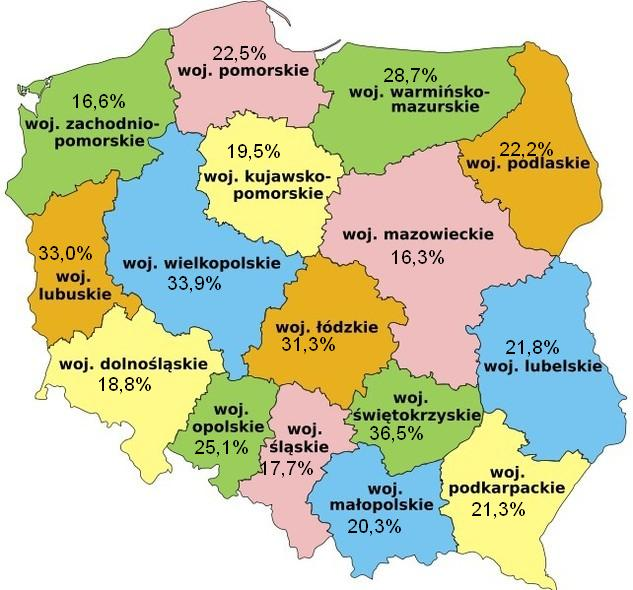 22,5%
woj. pomorskie
28,7%
woj. warmińsko-
mazurskie
16,6%
woj. zachodnio-
pomorskie
19,5%
woj. kujawsko-
pomorskie
22,2%
woj. podlaskie
33,0%
woj.
lubuskie
woj. wielkopolskie
33,9%
woj. mazowieckie
16,3%
woj. łódzkie
31,3%
21,8%
woj. lubelskie
woj. dolnośląskie
18,8%
woj.
opolskie
25,1%
woj.
śląskie
17,7%
woj.
świętokrzyskie
36,5%
woj.
małopolskie
20,3%
woj.
podkarpackie
21,3%